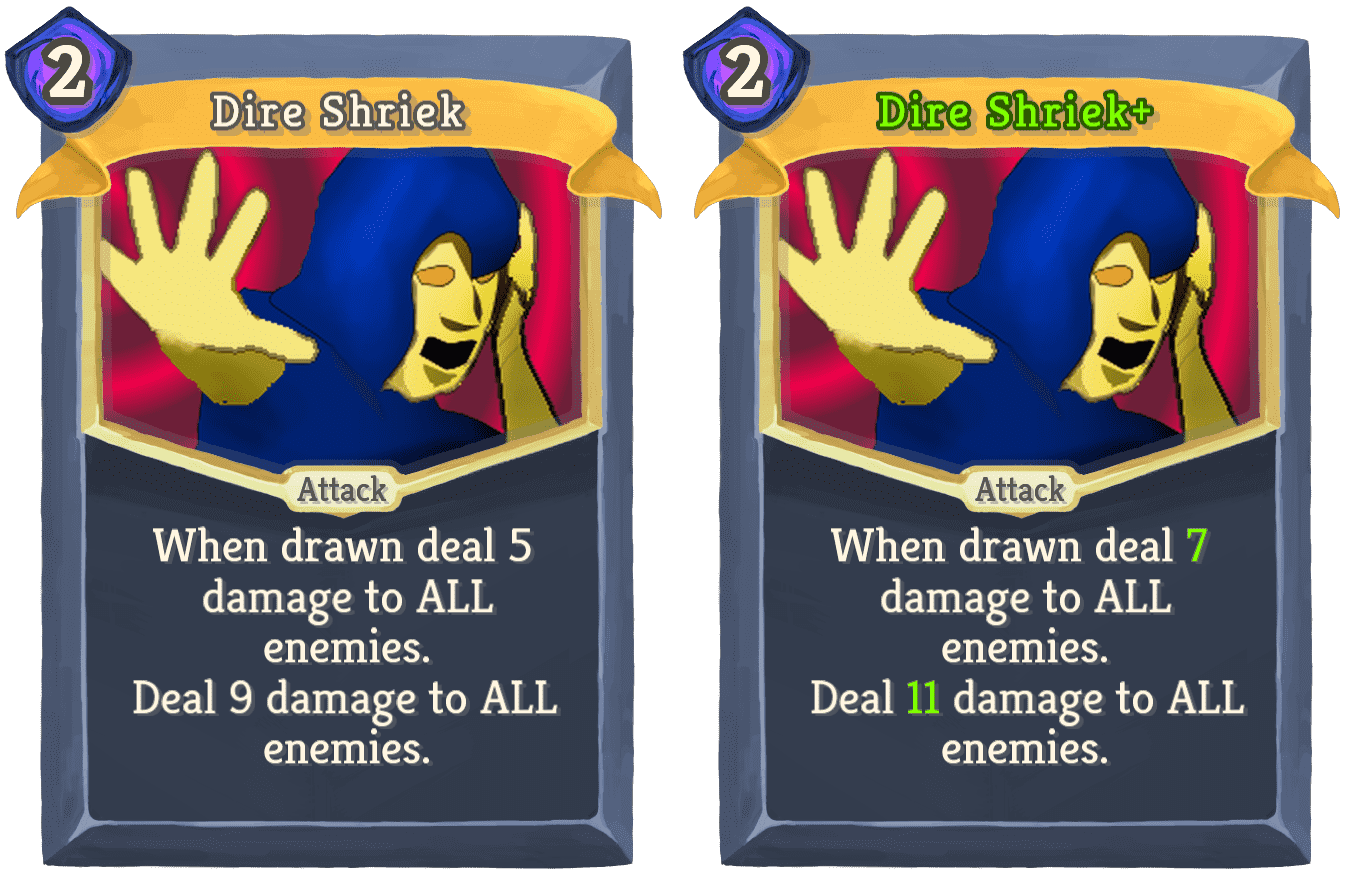 2
Dire Shriek
Attack
When drawn deal 5
damage to ALL
enemies.
Deal 9 damage to ALL
enemies.
2
Dire Shriek+
Attack
When drawn deal 7
damage to ALL
enemies.
Deal 11 damage to ALL
enemies.